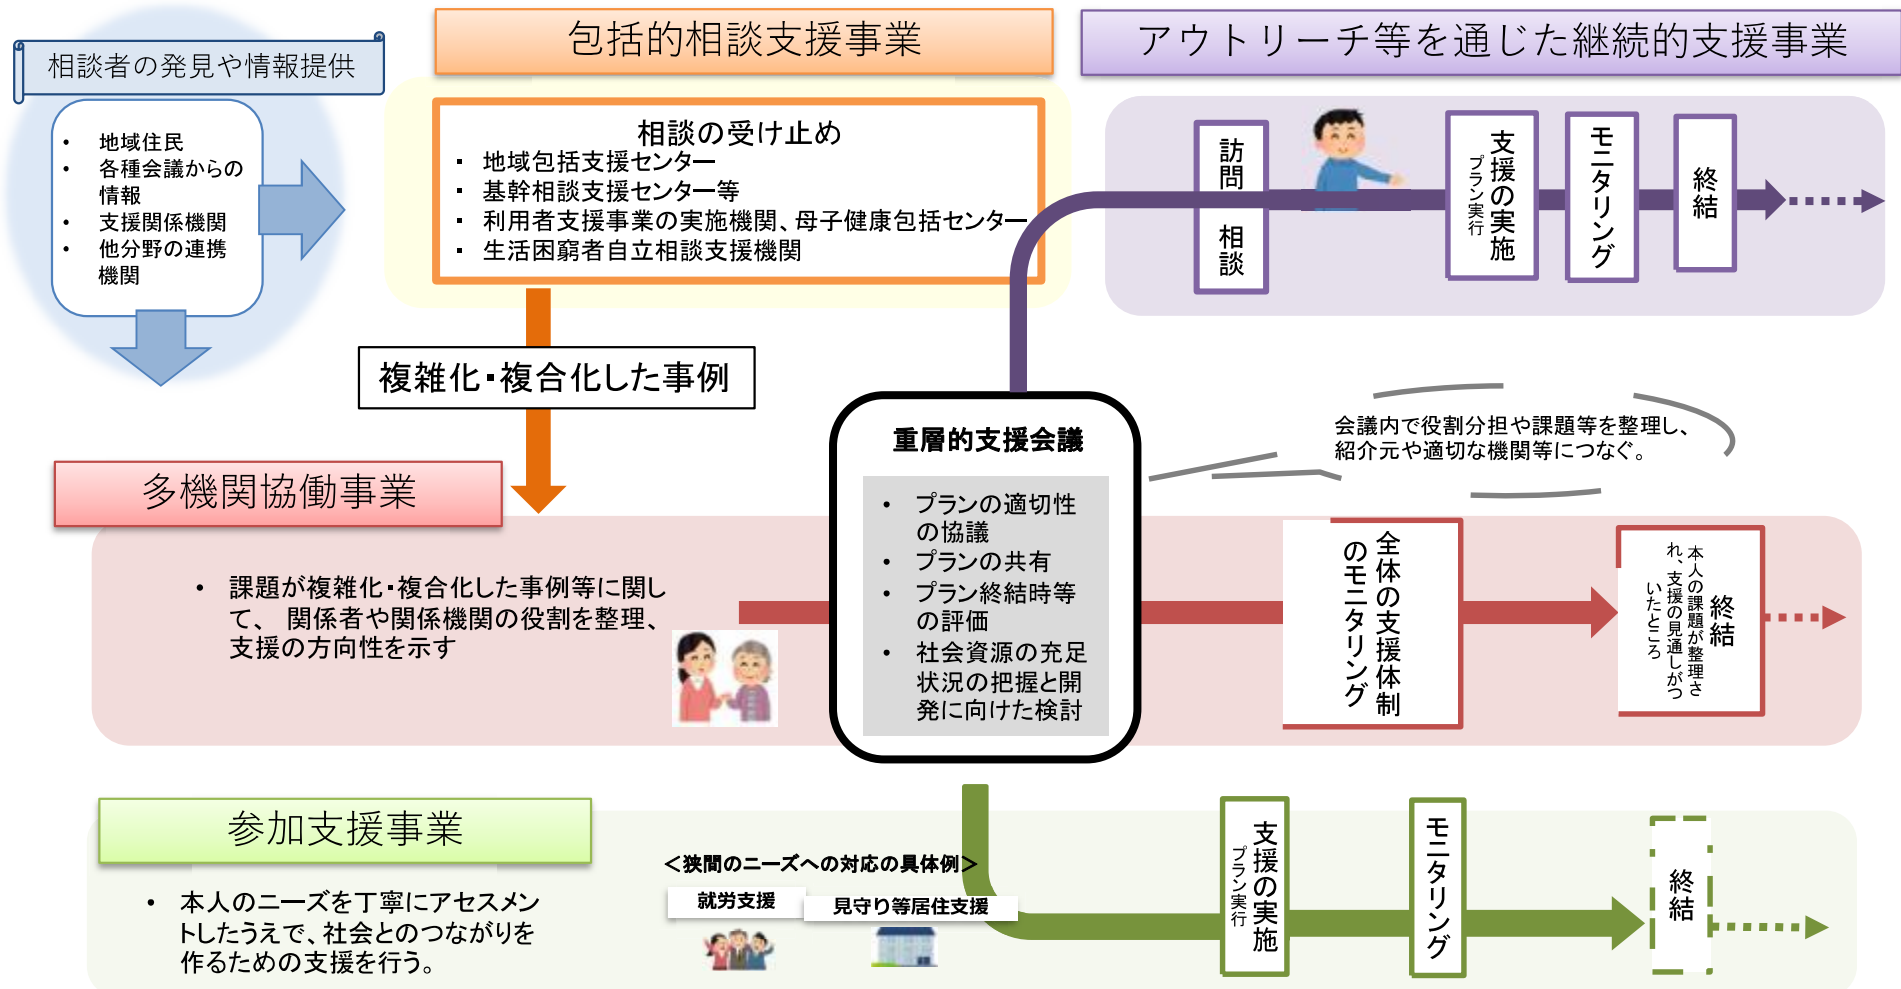 相談者の発見や情報提供
• 地域住民
• 各種会議からの
情報
• 支援関係機関
• 他分野の連携
機関
包括的相談支援事業
相談の受け止め
▪ 地域包括支援センター
▪ 基幹相談支援センター等
▪ 利用者支援事業の実施機関、母子健康包括センター
▪ 生活困窮者自立相談支援機関
複雑化・複合化した事例
アウトリーチ等を通じた継続的支援事業
訪問 相談
支援の実施
プラン実行
モニタリング
終結
会議内で役割分担や課題等を整理し、
紹介元や適切な機関等につなぐ。
多機関協働事業
• 課題が複雑化・複合化した事例等に関し
て、 関係者や関係機関の役割を整理、
支援の方向性を示す
重層的支援会議
• プランの適切性
の協議
• プランの共有
• プラン終結時等
の評価
• 社会資源の充足
状況の把握と開
発に向けた検討
全体の支援体制
のモニタリング
終結
本人の課題が整理さ
れ、支援の見通しがつ
いたところ
参加支援事業
• 本人のニーズを丁寧にアセスメン
トしたうえで、社会とのつながりを
作るための支援を行う。
＜狭間のニーズへの対応の具体例＞
就労支援
見守り等居住支援
支援の実施
プラン実行
モニタリング
終結